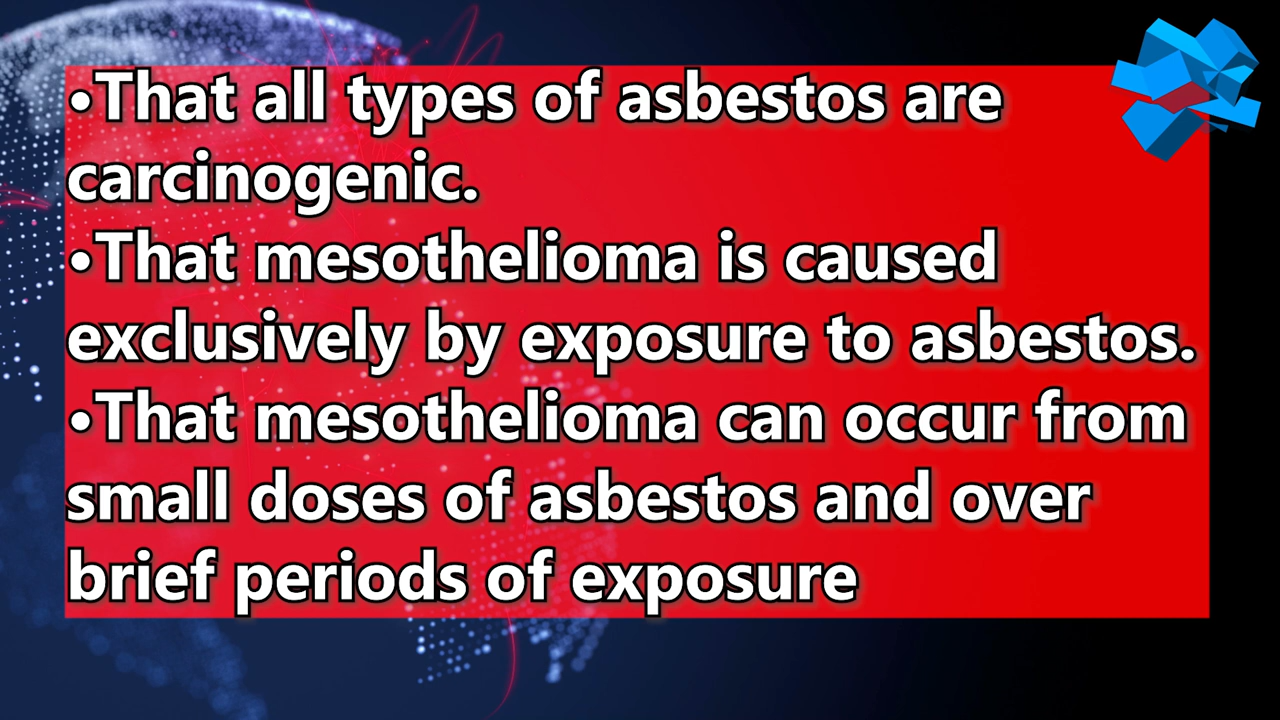 •That all types of asbestos are
carcinogenic.
•That mesothelioma is caused
exclusively by exposure to asbestos.
•That mesothelioma can occur from
small doses of asbestos and over
brief periods of exposure